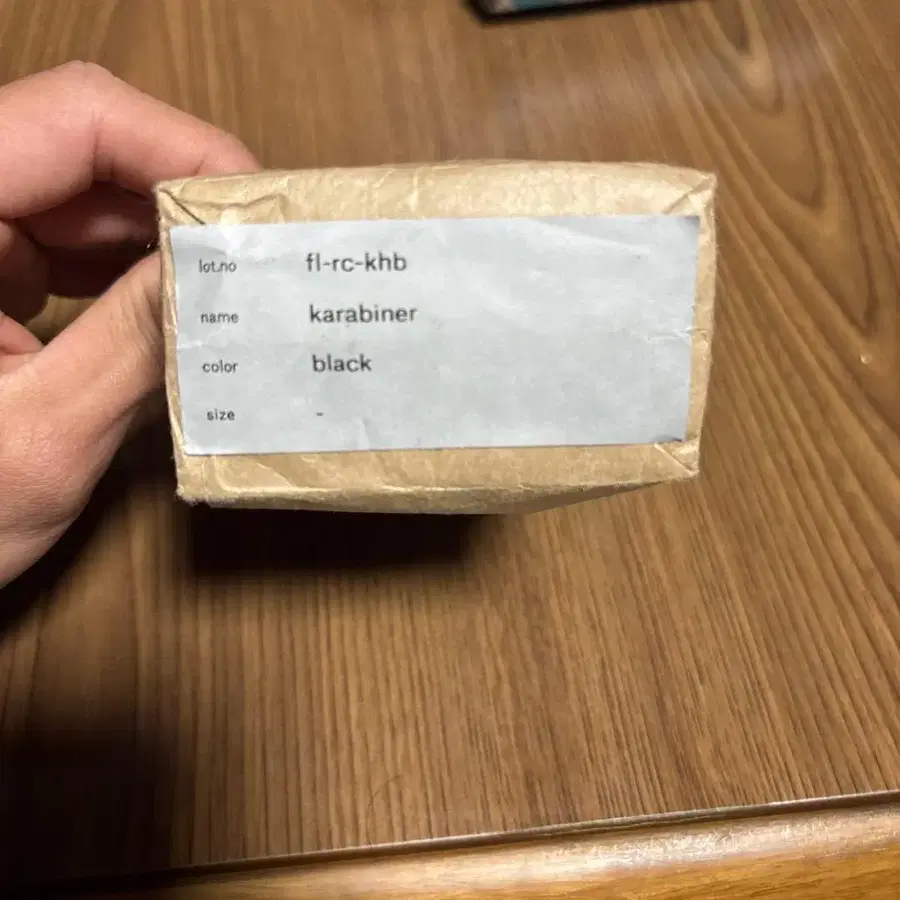 lot.no fl-rc-khb
name karabiner
color black
size -